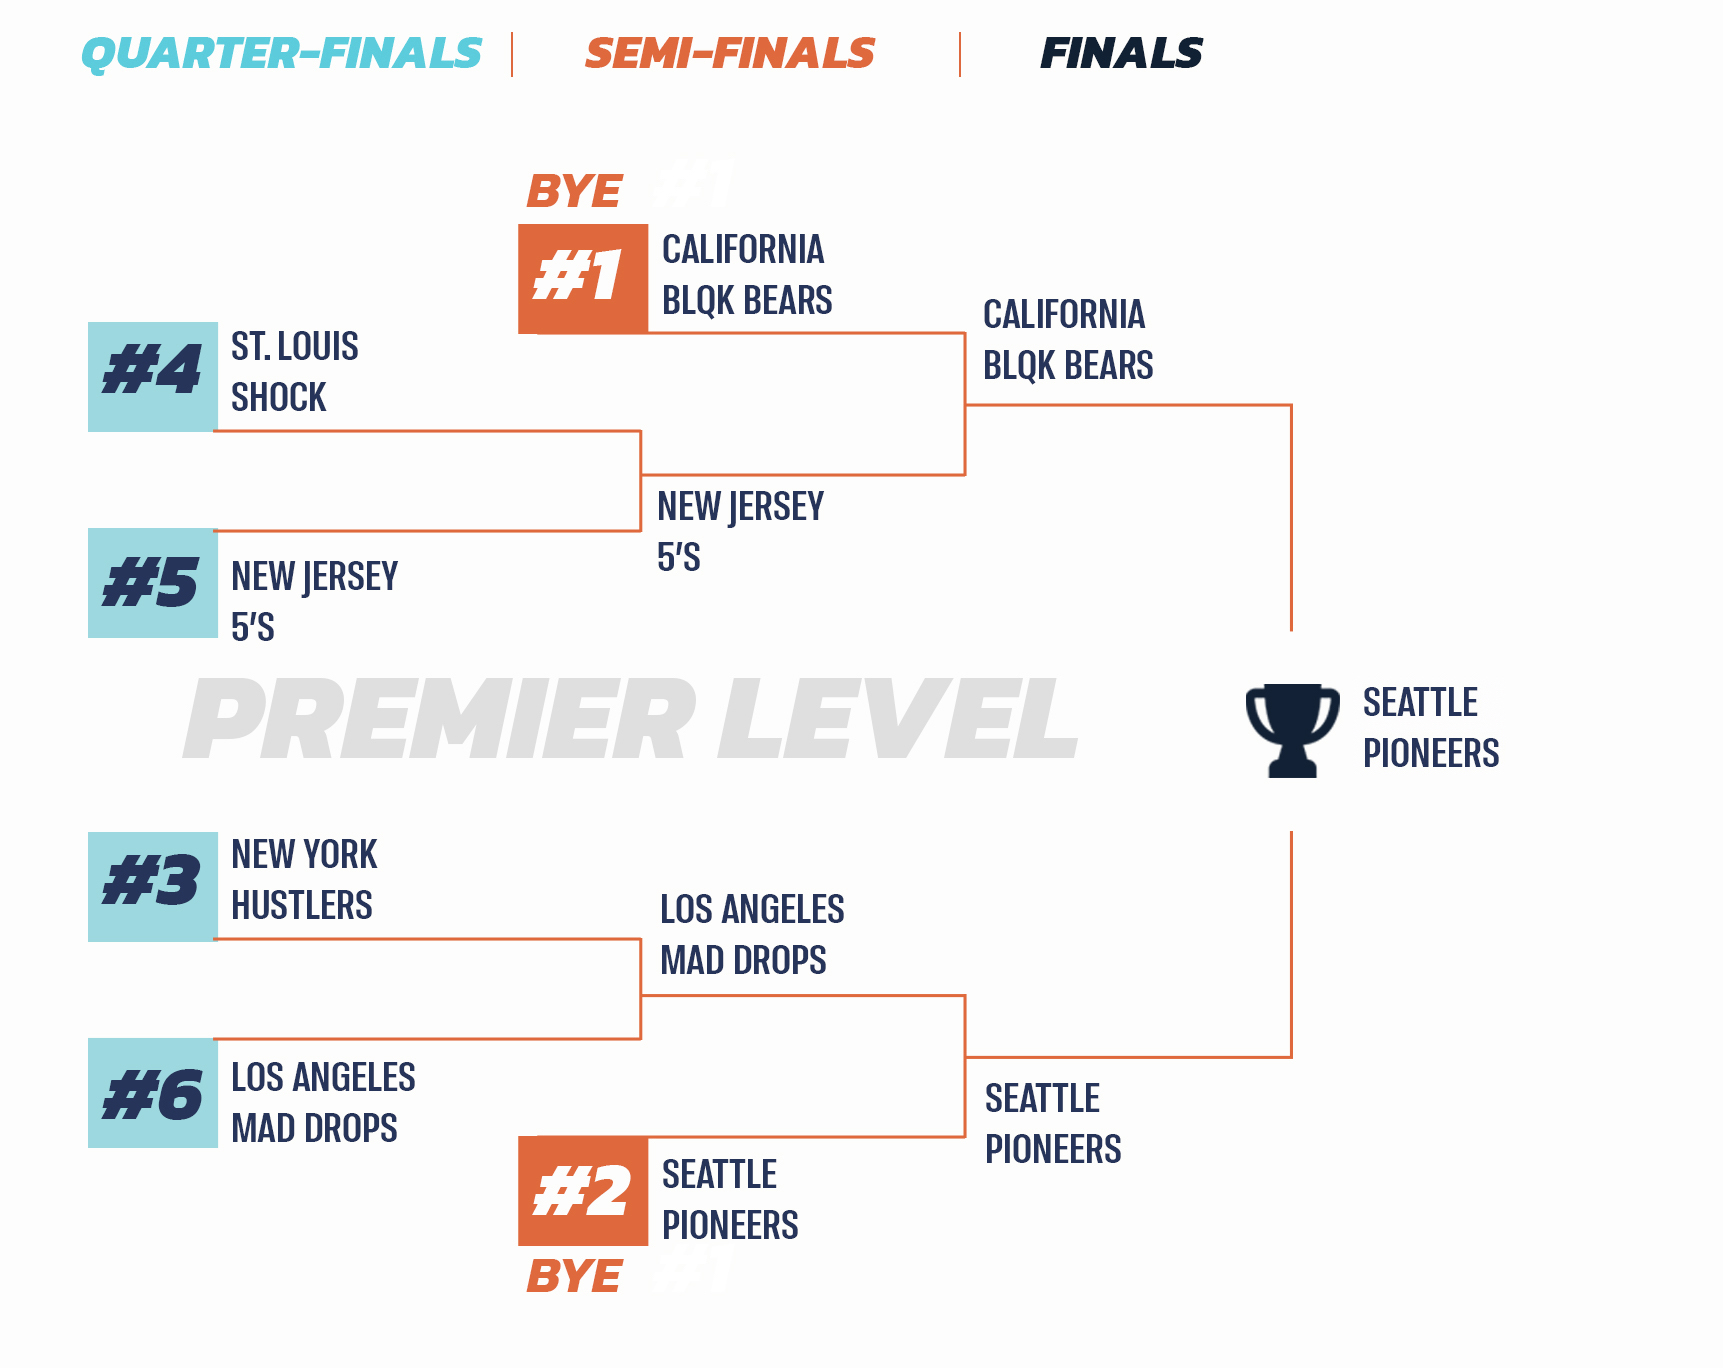 QUARTER-FINALS
SEMI-FINALS
FINALS
BYE
#1
#1
CALIFORNIA
BLQK BEARS
CALIFORNIA
BLQK BEARS
#4
ST. LOUIS
SHOCK
NEW JERSEY
5'S
#5
NEW JERSEY
5'S
PREMIER LEVEL
SEATTLE
PIONEERS
#3
NEW YORK
HUSTLERS
LOS ANGELES
MAD DROPS
#6
LOS ANGELES
MAD DROPS
SEATTLE
PIONEERS
#2
SEATTLE
PIONEERS
BYE
#1